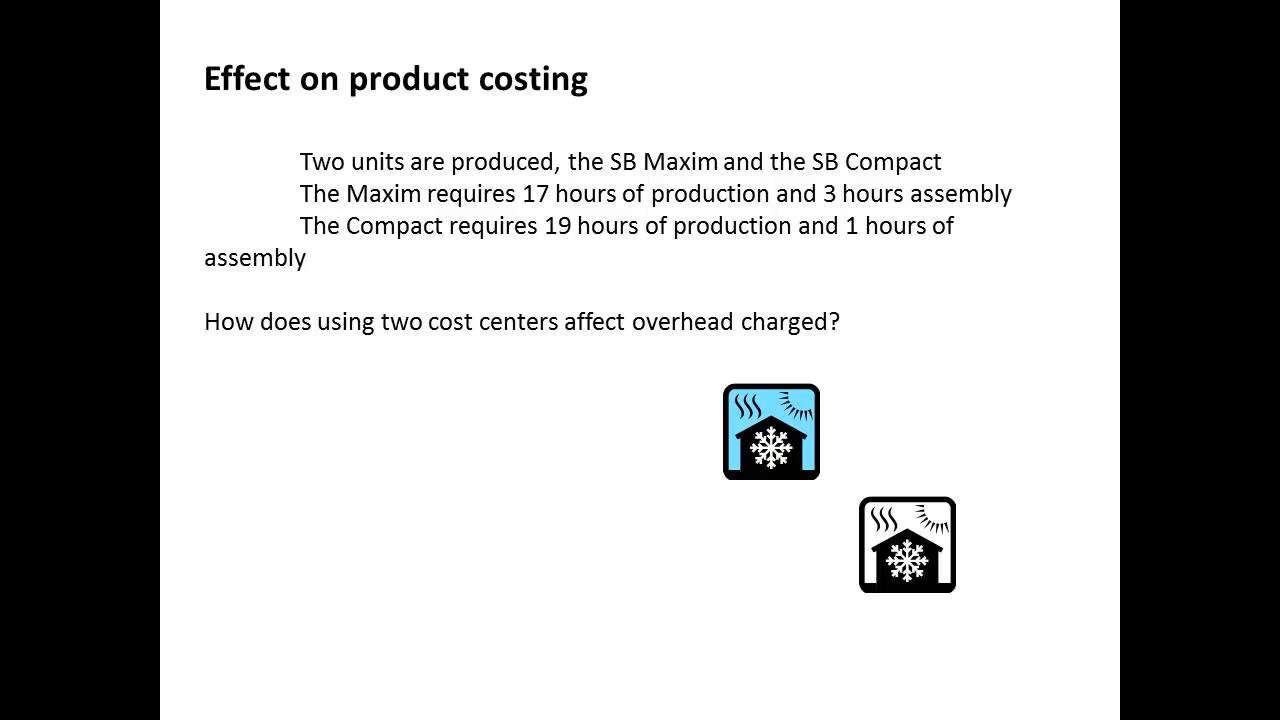 Effect on product costing
Two units are produced, the SB Maxim and the SB Compact
The Maxim requires 17 hours of production and 3 hours assembly
The Compact requires 19 hours of production and 1 hours of
assembly
How does using two cost centers affect overhead charged?